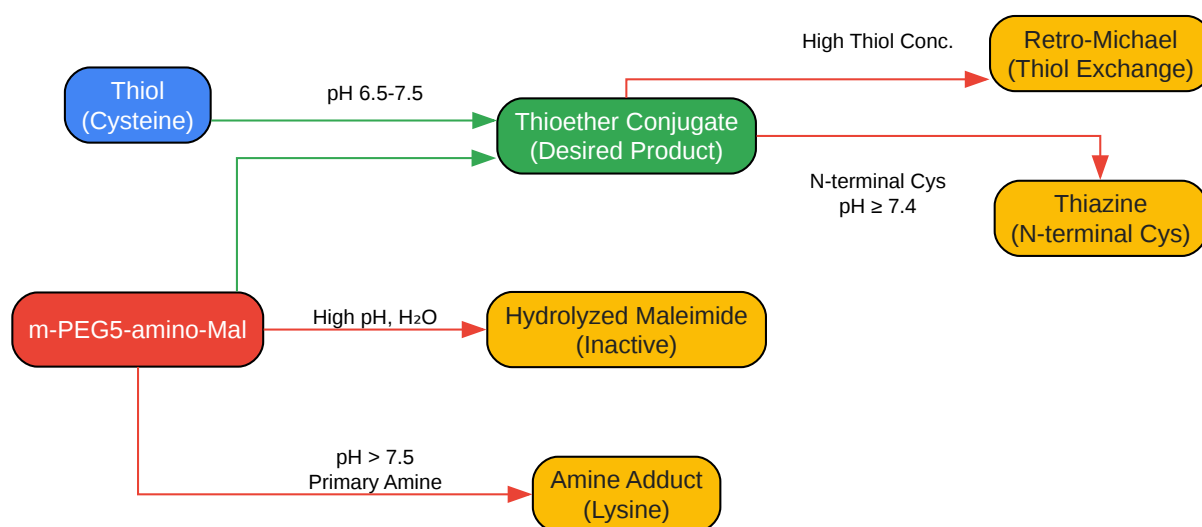 High Thiol Conc.
Retro-Michael
(Thiol Exchange)
Thiol
(Cysteine)
pH 6.5-7.5
Thioether Conjugate
(Desired Product)
N-terminal Cys
pH ≥ 7.4
Thiazine
(N-terminal Cys)
m-PEG5-amino-Mal
High pH, H₂O
Hydrolyzed Maleimide
(Inactive)
pH > 7.5
Primary Amine
Amine Adduct
(Lysine)